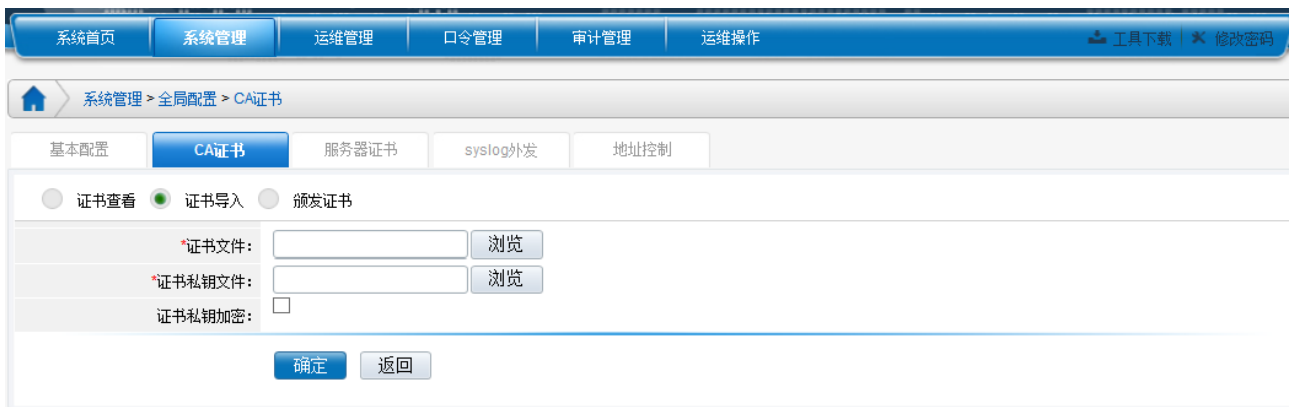 系统首页 系统管理 运维管理 口令管理 审计管理 运维操作 工具下载 修改密码
系统管理 > 全局配置 > CA证书
基本配置 CA证书 服务器证书 syslog外发 地址控制
证书查看 证书导入 颁发证书
*证书文件: 浏览
*证书私钥文件: 浏览
证书私钥加密:
确定 返回